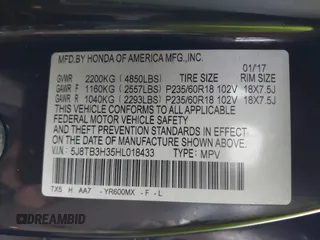 MFD.BY HONDA OF AMERICA MFG.,INC. 01/17
GVWR 2200KG (4850LBS) TIRE SIZE RIM SIZE
GAWR F 1160KG (2557LBS) P235/60R18 102V 18X7.5J
GAWR R 1040KG (2293LBS) P235/60R18 102V 18X7.5J
THIS VEHICLE CONFORMS TO ALL APPLICABLE
FEDERAL MOTOR VEHICLE SAFETY
AND THEFT PREVENTION STANDARDS IN EFFECT
ON THE DATE OF MANUFACTURE SHOWN ABOVE.
5J8TB3H35HL018433 TYPE: MPV
TX5 H AA7 -YR600MX -F -L
DREAMBID